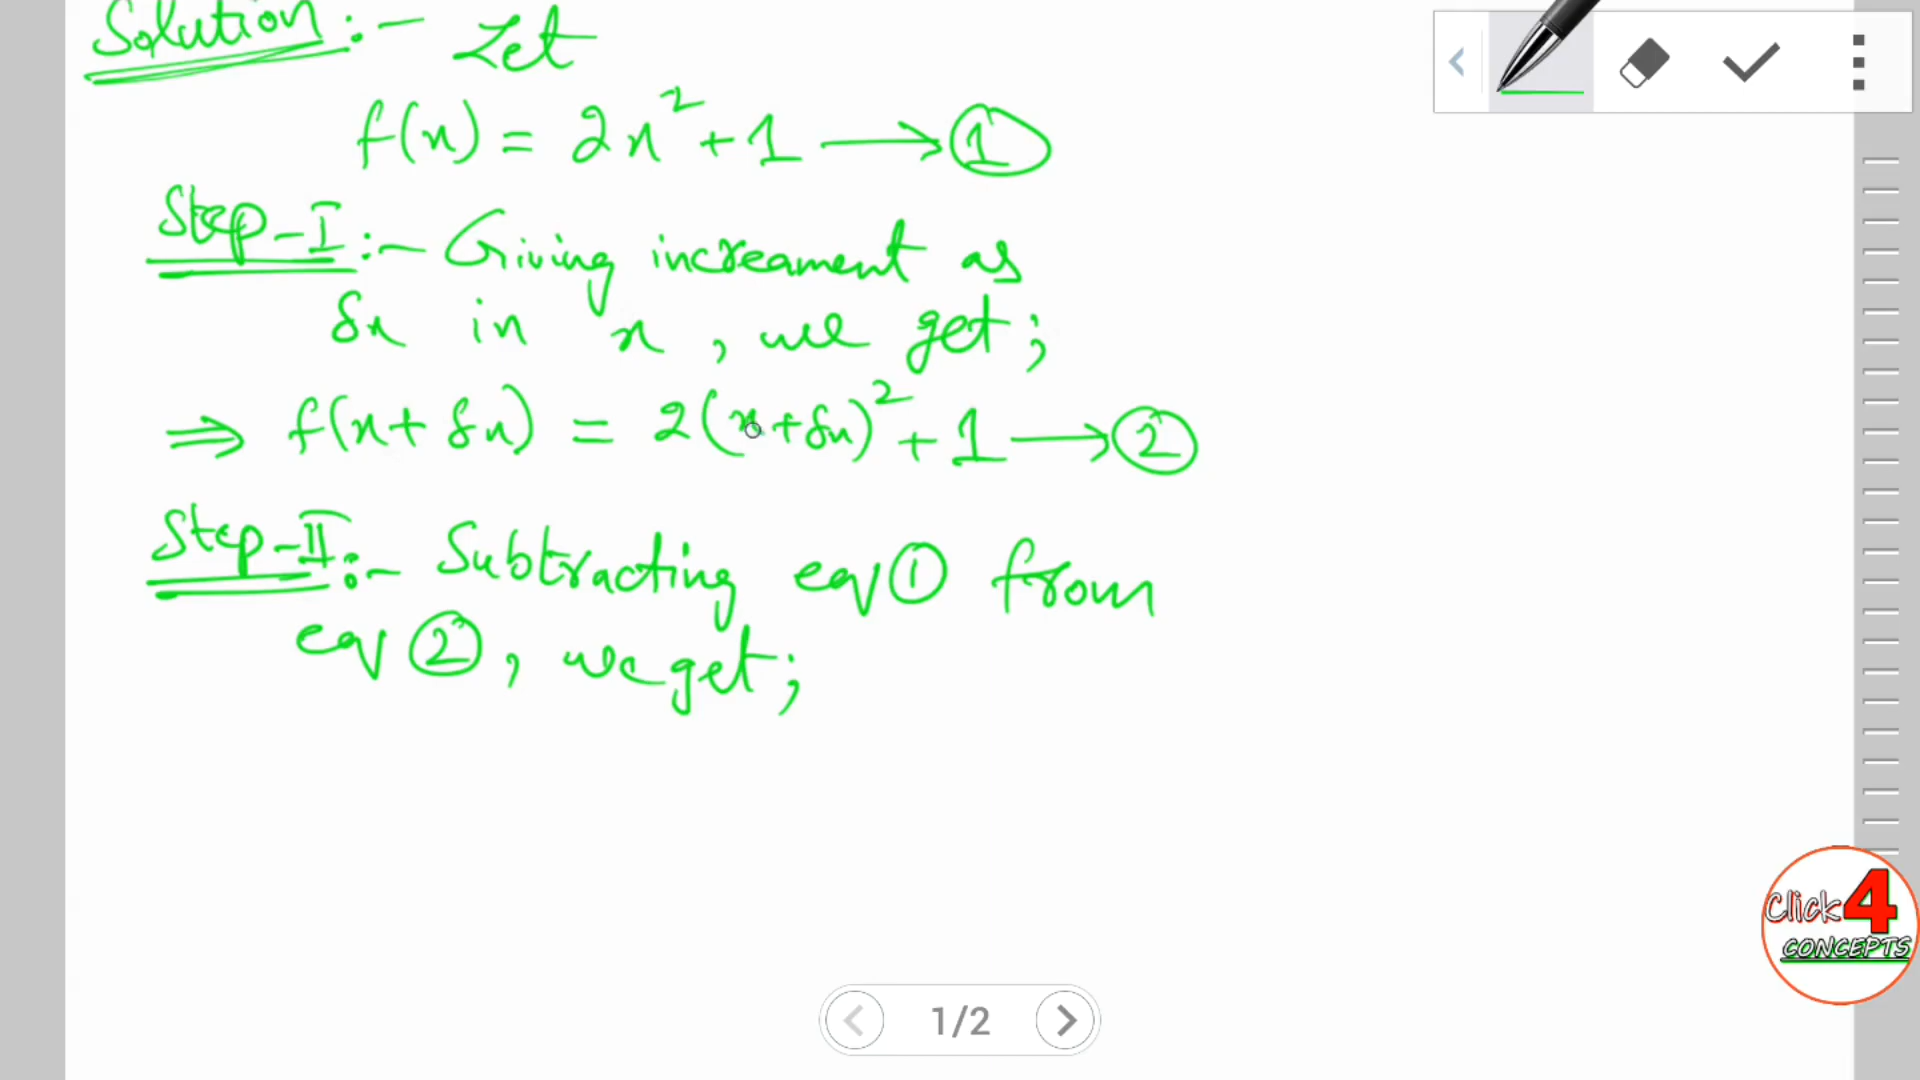 Solution :- Let
f(x) = 2x² + 1 ⟶ ①
Step-I :- Giving increament as
δx in x , we get ;
⇒ f(x + δx) = 2(x+δx)² + 1 ⟶ ②
Step-II :- Subtracting eq ① from
eq ② , we get ;
Click 4
CONCEPTS
1/2